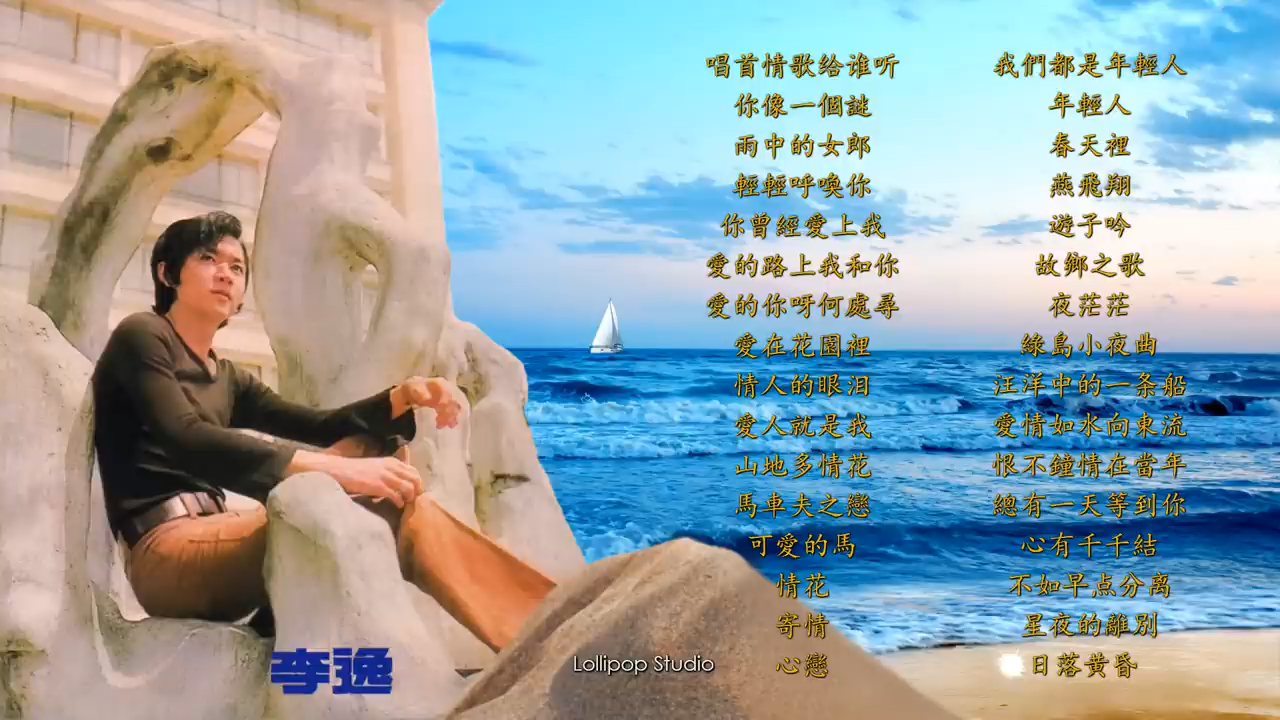 唱首情歌给谁听
你像一個謎
雨中的女郎
輕輕呼喚你
你曾經愛上我
愛的路上我和你
愛的你呀何處尋
愛在花園裡
情人的眼泪
愛人就是我
山地多情花
馬車夫之戀
可愛的馬
情花
寄情
心戀
我們都是年輕人
年輕人
春天裡
燕飛翔
遊子吟
故鄉之歌
夜茫茫
綠島小夜曲
汪洋中的一条船
愛情如水向東流
恨不鐘情在當年
總有一天等到你
心有千千結
不如早点分离
星夜的離別
日落黄昏
李逸
Lollipop Studio